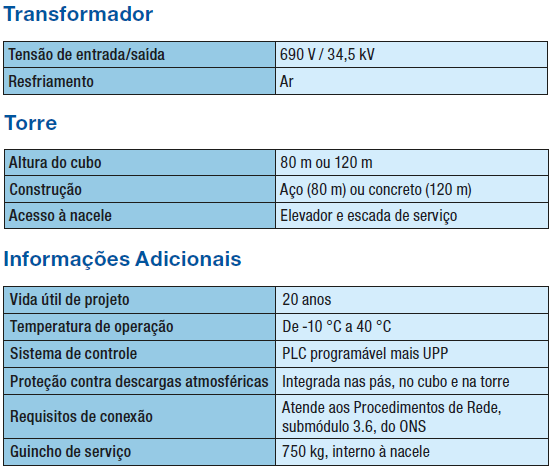 Transformador
Tensão de entrada/saida 690 V / 34,5 kV
Resfriamento Ar
Torre
Altura do cubo 80 m ou 120 m
Construção Aço (80 m) ou concreto (120 m)
Acesso à nacele Elevador e escada de serviço
Informações Adicionais
Vida útil de projeto 20 anos
Temperatura de operação De -10 °C a 40 °C
Sistema de controle PLC programável mais UPP
Proteção contra descargas atmosféricas Integrada nas pás, no cubo e na torre
Requisitos de conexão Atende aos Procedimentos de Rede,
submódulo 3.6, do ONS
Guincho de serviço 750 kg, interno à nacele